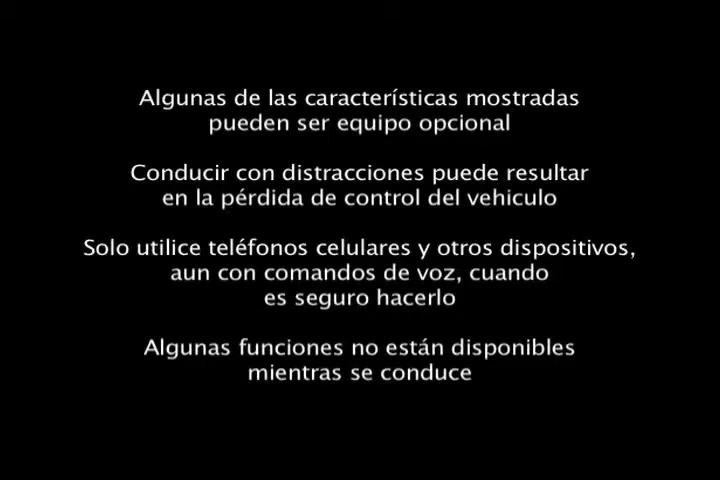 Algunas de las características mostradas
pueden ser equipo opcional
Conducir con distracciones puede resultar
en la pérdida de control del vehiculo
Solo utilice teléfonos celulares y otros dispositivos,
aun con comandos de voz, cuando
es seguro hacerlo
Algunas funciones no están disponibles
mientras se conduce